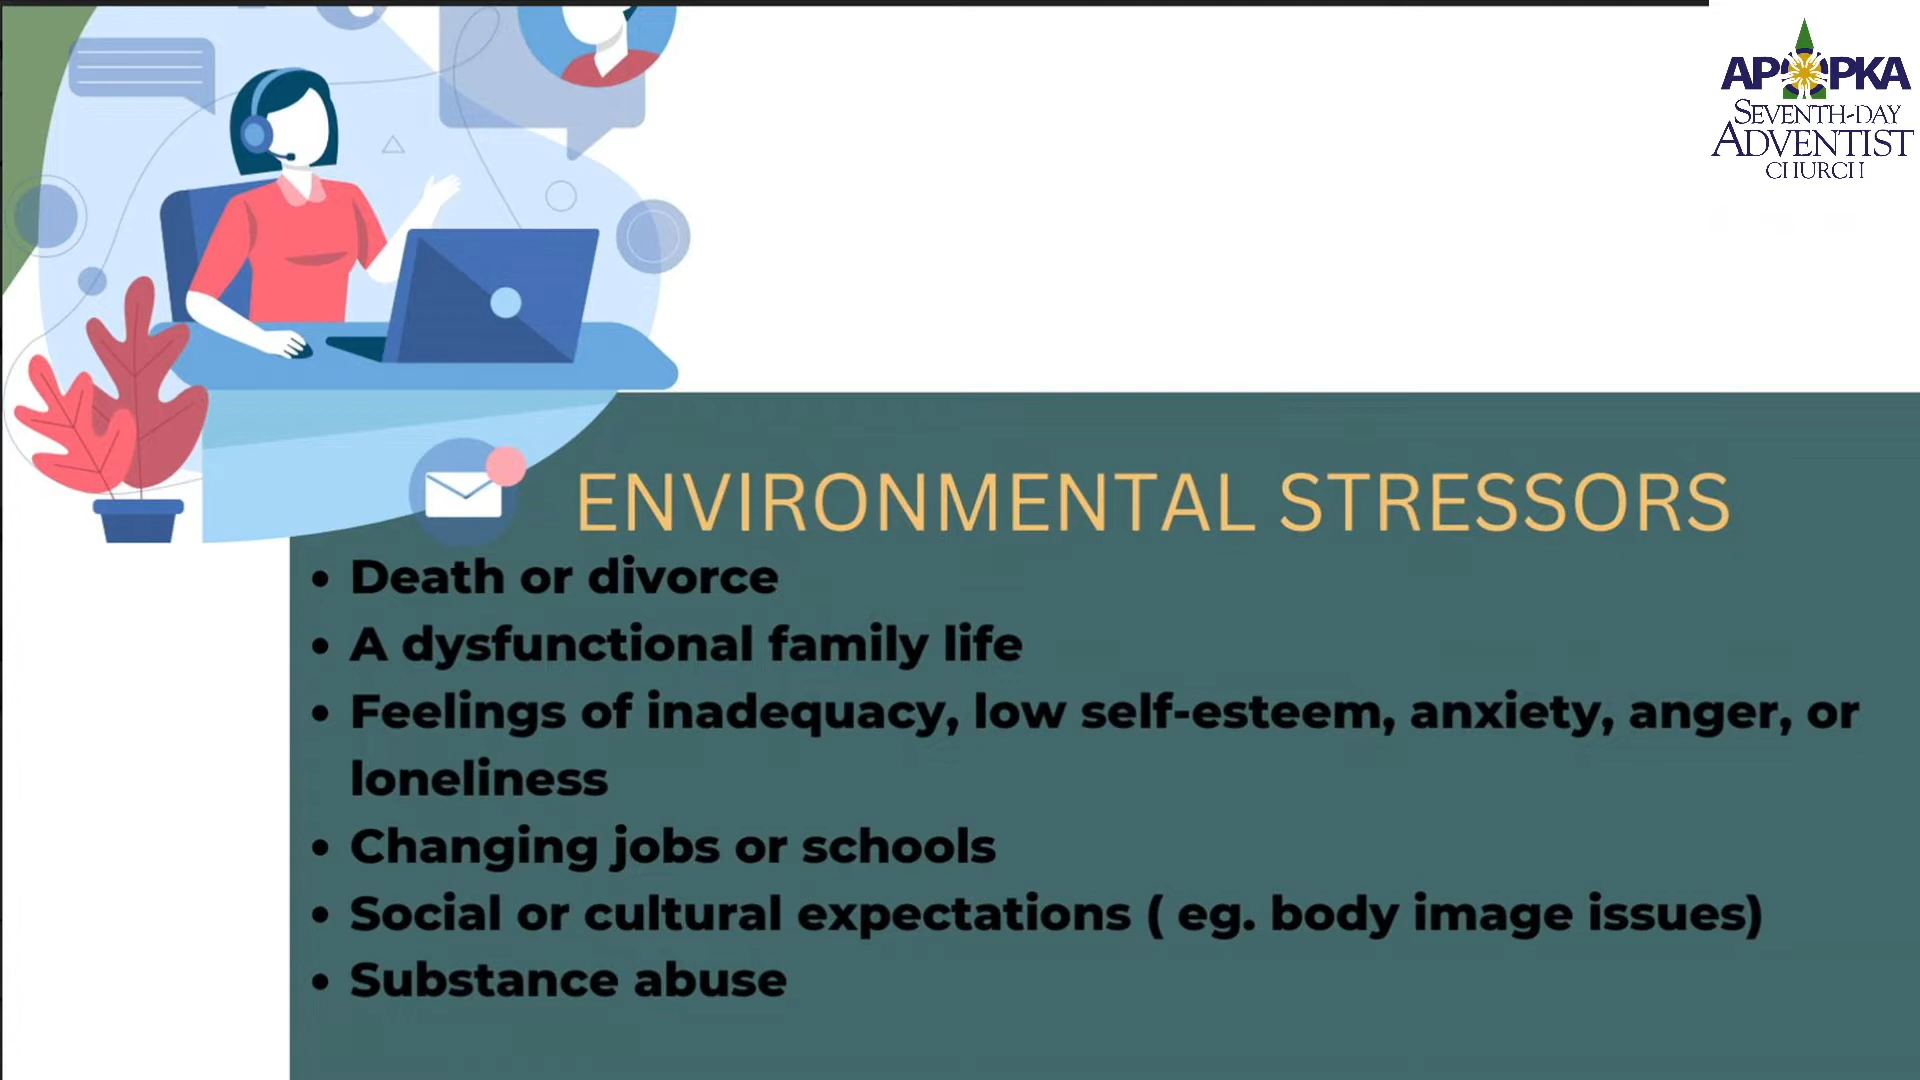 APOPKA
SEVENTH-DAY
ADVENTIST
CHURCH
ENVIRONMENTAL STRESSORS
• Death or divorce
• A dysfunctional family life
• Feelings of inadequacy, low self-esteem, anxiety, anger, or
loneliness
• Changing jobs or schools
• Social or cultural expectations ( eg. body image issues)
• Substance abuse